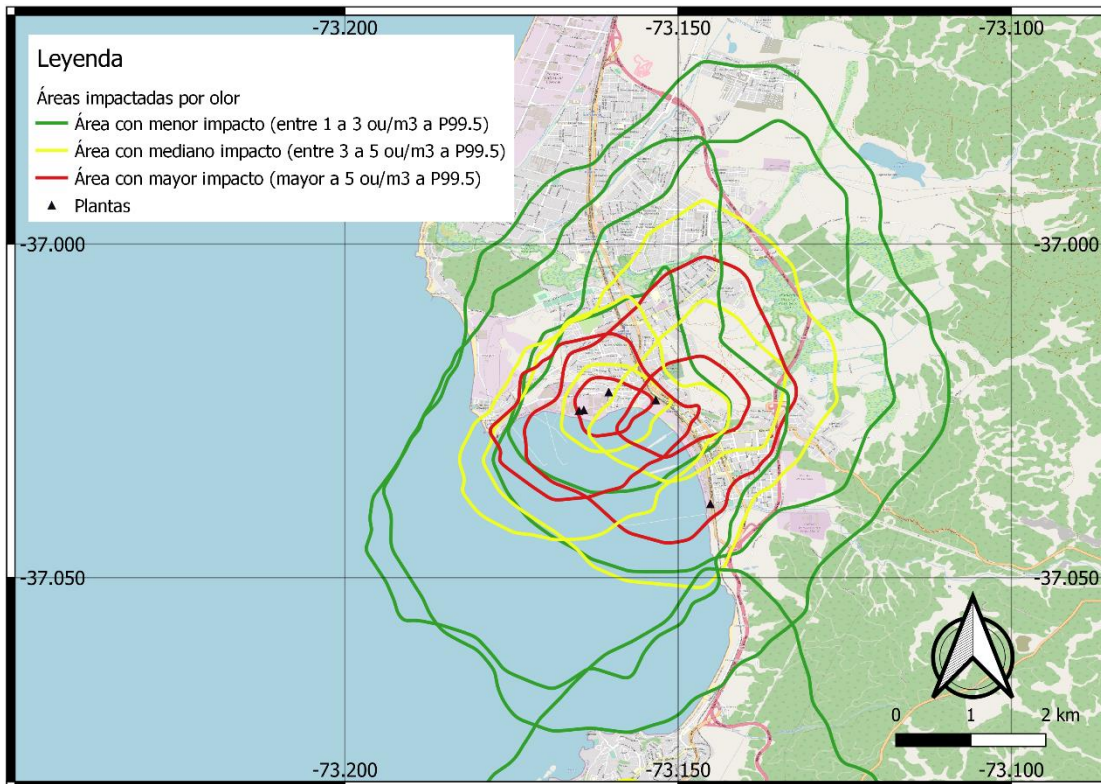 -73.200
-73.150
-73.100
Leyenda
Áreas impactadas por olor
Área con menor impacto (entre 1 a 3 ou/m3 a P99.5)
Área con mediano impacto (entre 3 a 5 ou/m3 a P99.5)
Área con mayor impacto (mayor a 5 ou/m3 a P99.5)
Plantas
-37.000
-37.000
-37.050
-37.050
0 1 2 km
-73.200
-73.150
-73.100